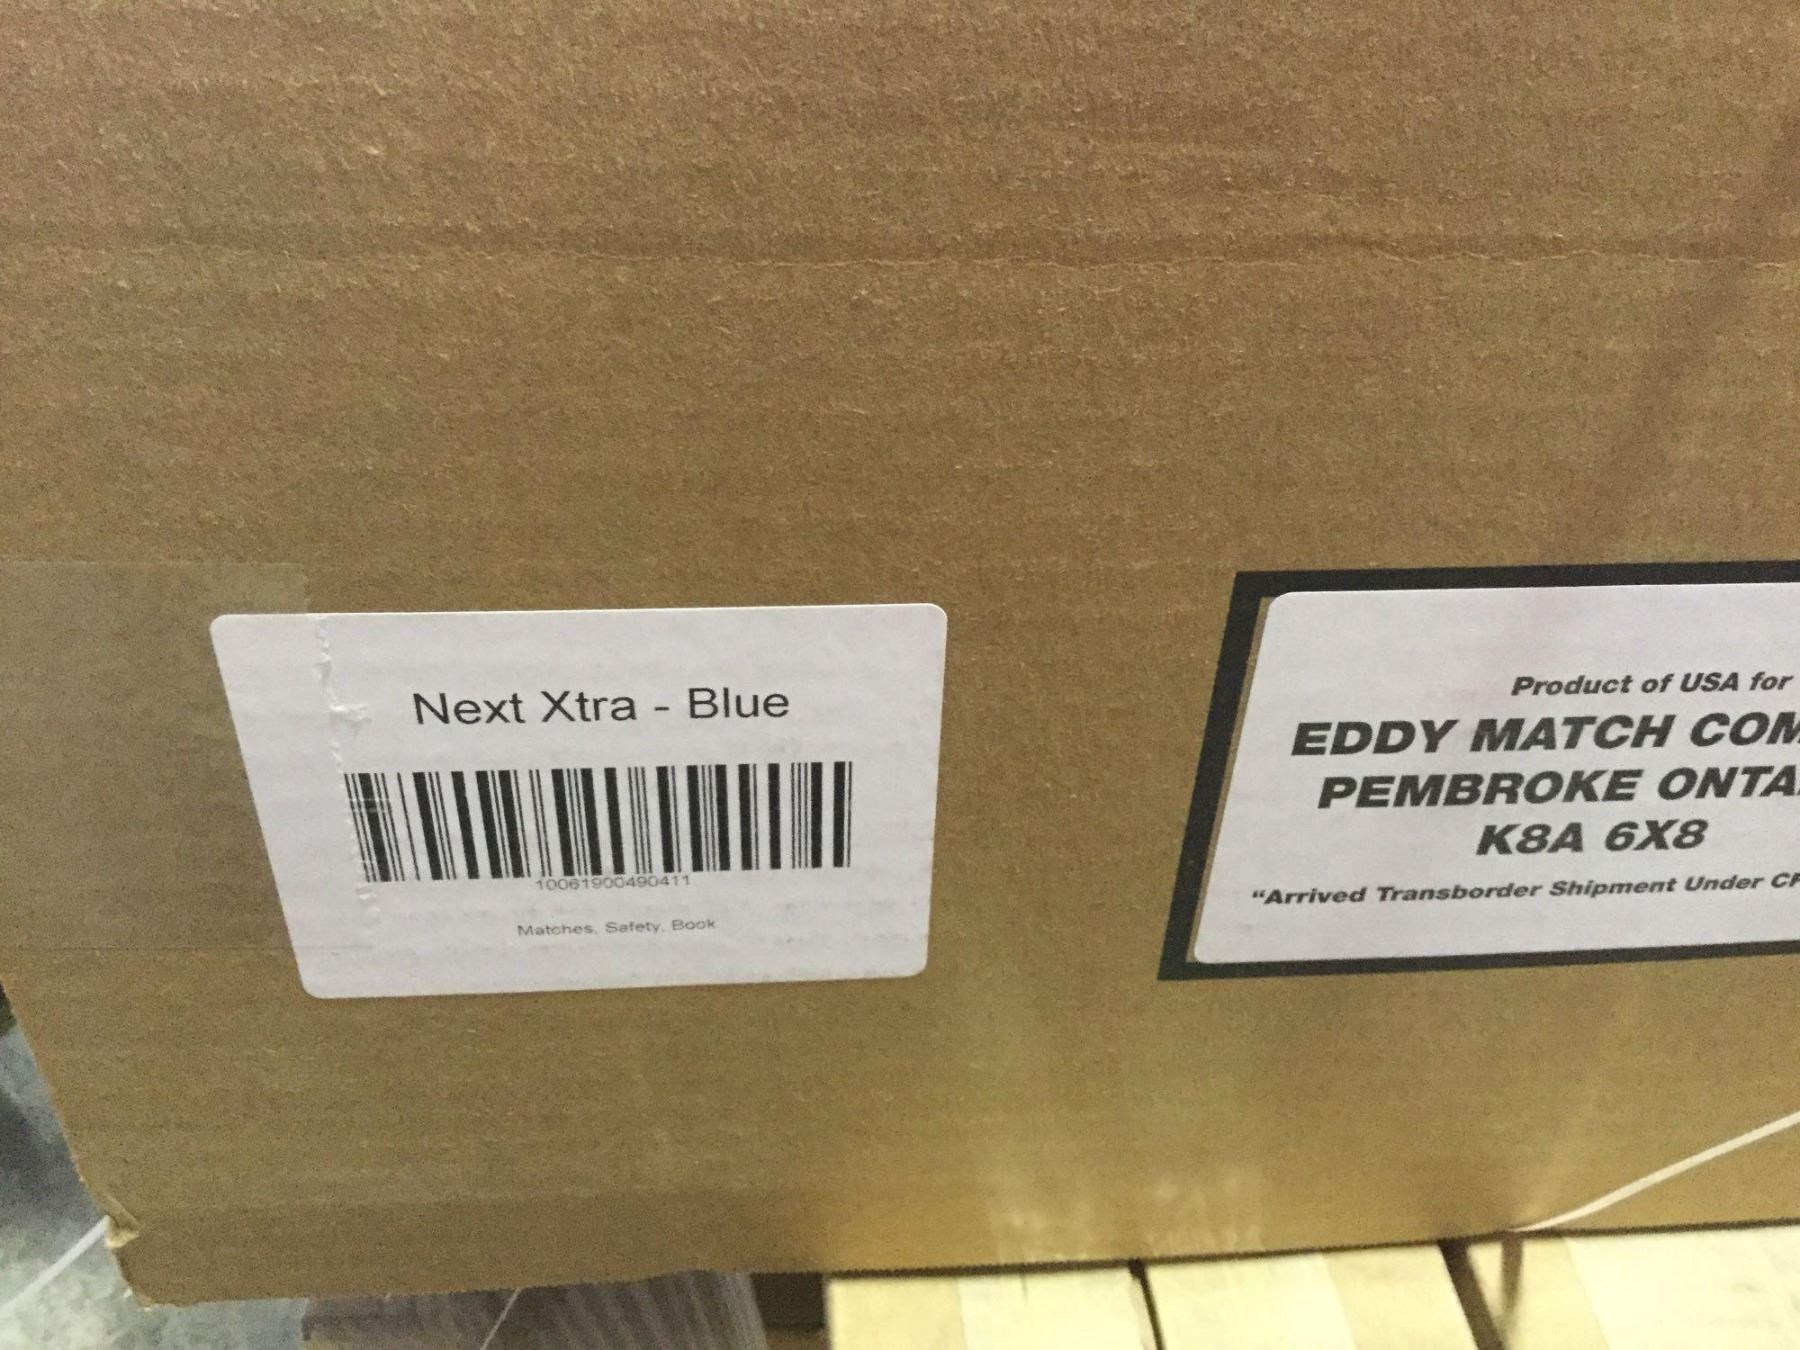 Next Xtra - Blue
10061900490411
Matches, Safety, Book
Product of USA for
EDDY MATCH COM
PEMBROKE ONTA
K8A 6X8
"Arrived Transborder Shipment Under